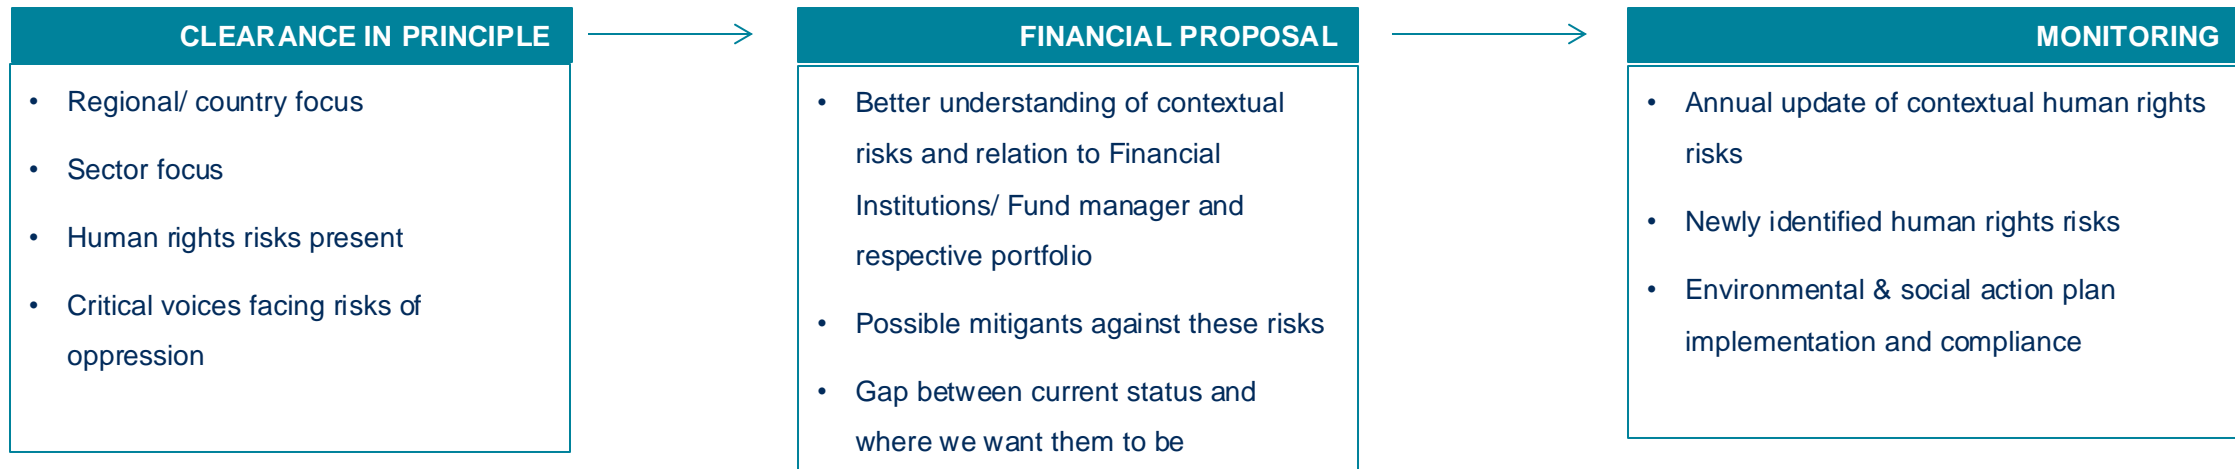 CLEARANCE IN PRINCIPLE
• Regional/ country focus
• Sector focus
• Human rights risks present
• Critical voices facing risks of
oppression
FINANCIAL PROPOSAL
• Better understanding of contextual
risks and relation to Financial
Institutions/ Fund manager and
respective portfolio
• Possible mitigants against these risks
• Gap between current status and
where we want them to be
MONITORING
• Annual update of contextual human rights
risks
• Newly identified human rights risks
• Environmental & social action plan
implementation and compliance